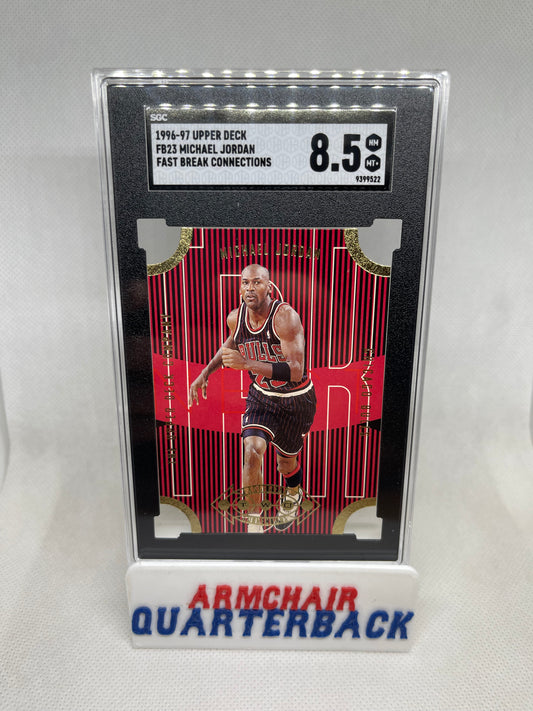 SGC
1996-97 UPPER DECK
FB23 MICHAEL JORDAN
FAST BREAK CONNECTIONS
8.5
NM
MT+
9399522
MICHAEL JORDAN
BULLS
ARMCHAIR
QUARTERBACK